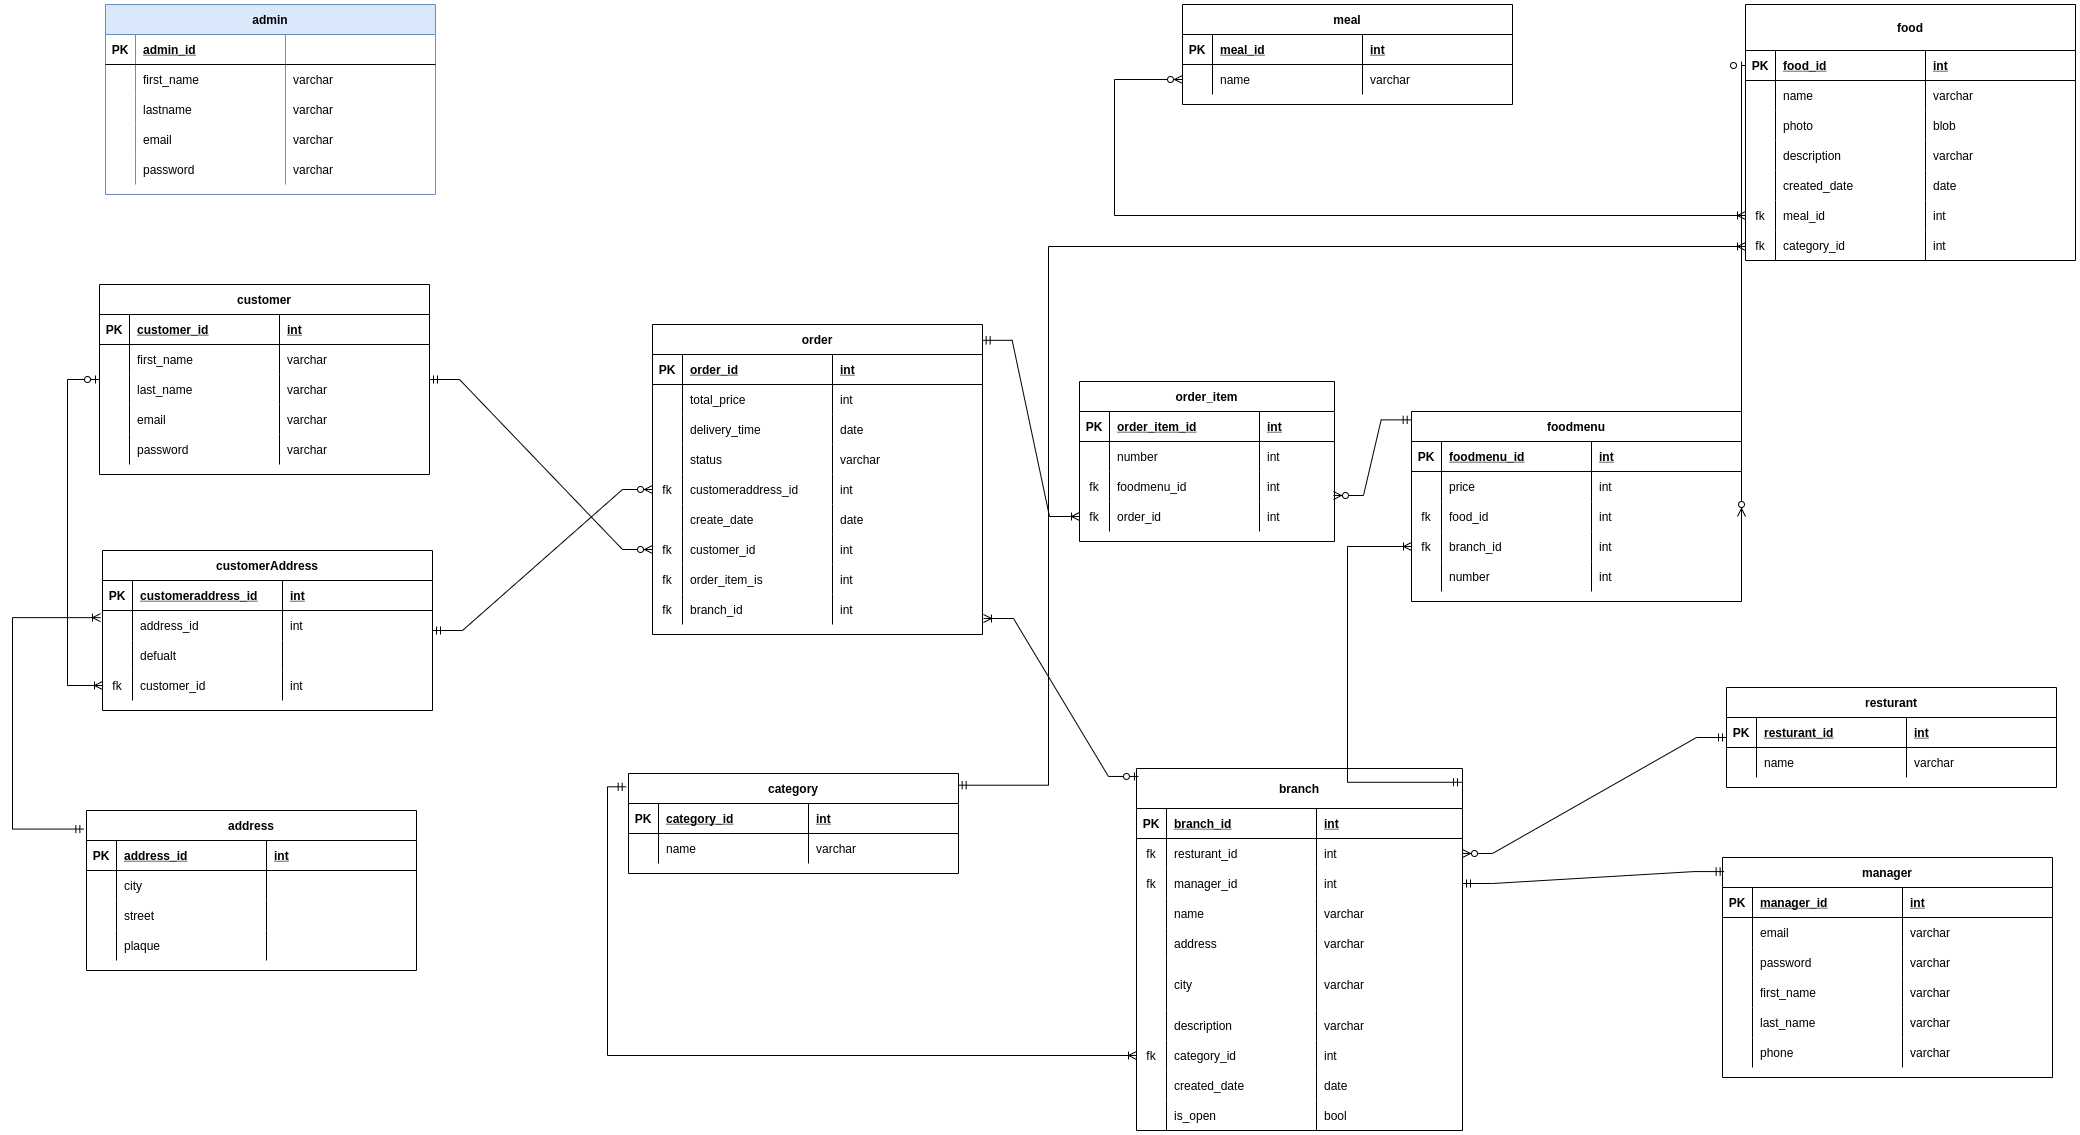 admin
PK admin_id
first_name varchar
lastname varchar
email varchar
password varchar
meal
PK meal_id int
name varchar
food
PK food_id int
name varchar
photo blob
description varchar
created_date date
fk meal_id int
fk category_id int
customer
PK customer_id int
first_name varchar
last_name varchar
email varchar
password varchar
order
PK order_id int
total_price int
delivery_time date
status varchar
fk customeraddress_id int
create_date date
fk customer_id int
fk order_item_is int
fk branch_id int
order_item
PK order_item_id int
number int
fk foodmenu_id int
fk order_id int
foodmenu
PK foodmenu_id int
price int
fk food_id int
fk branch_id int
number int
customerAddress
PK customeraddress_id int
address_id int
defualt
fk customer_id int
address
PK address_id int
city
street
plaque
category
PK category_id int
name varchar
branch
PK branch_id int
fk resturant_id int
fk manager_id int
name varchar
address varchar
city varchar
description varchar
fk category_id int
created_date date
is_open bool
resturant
PK resturant_id int
name varchar
manager
PK manager_id int
email varchar
password varchar
first_name varchar
last_name varchar
phone varchar